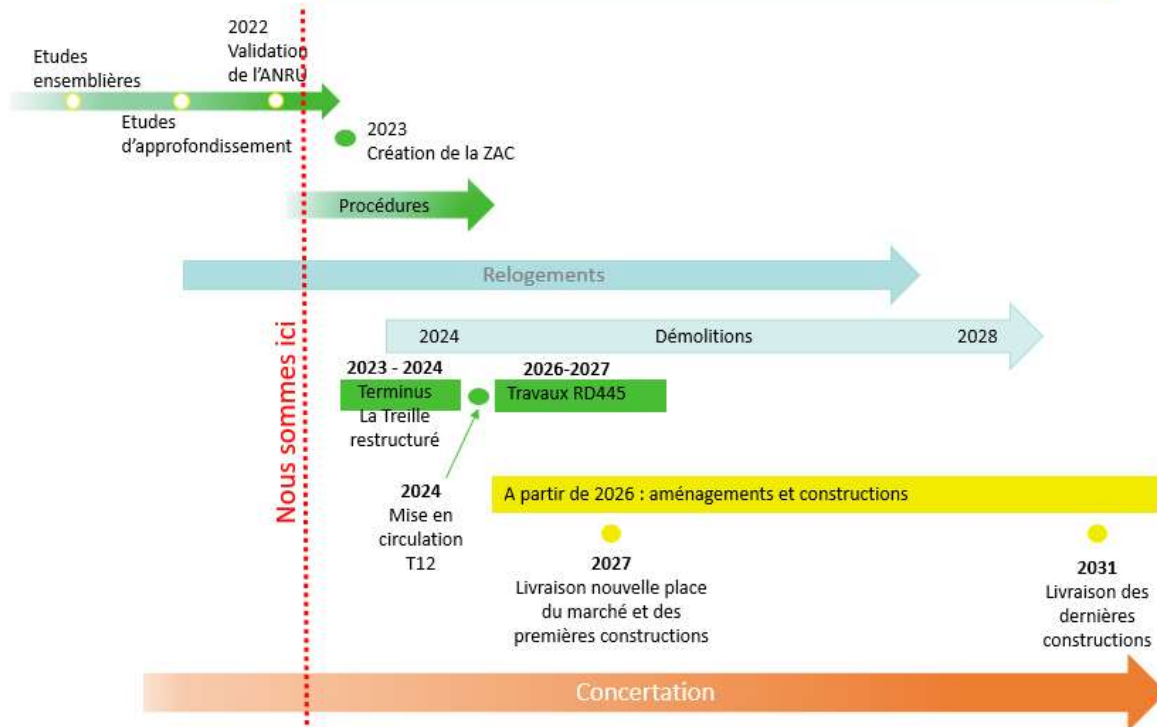 2022
Validation
de l'ANRU
Etudes
ensemblières
Etudes
d'approfondissement
2023
Création de la ZAC
Procédures
Relogements
Nous sommes ici
2024
Démolitions
2028
2023 - 2024
Terminus
La Treille
restructuré
2026-2027
Travaux RD445
2024
Mise en
circulation
T12
A partir de 2026 : aménagements et constructions
2027
Livraison nouvelle place
du marché et des
premières constructions
2031
Livraison des
dernières
constructions
Concertation